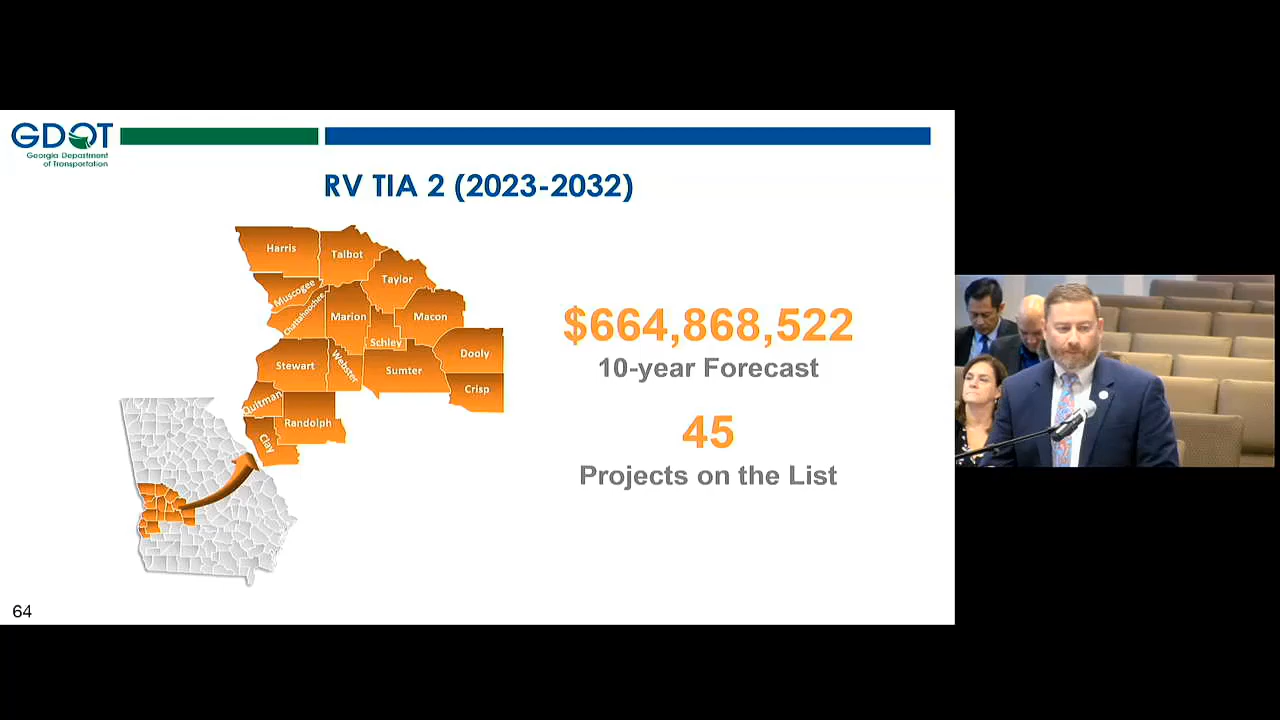 GDOT
Georgia Department
of Transportation
RV TIA 2 (2023-2032)
Harris
Talbot
Taylor
Muscogee
Chattahoochee
Marion
Macon
Schley
Dooly
Stewart
Webster
Sumter
Crisp
Quitman
Randolph
Clay
$664,868,522
10-year Forecast
45
Projects on the List
64